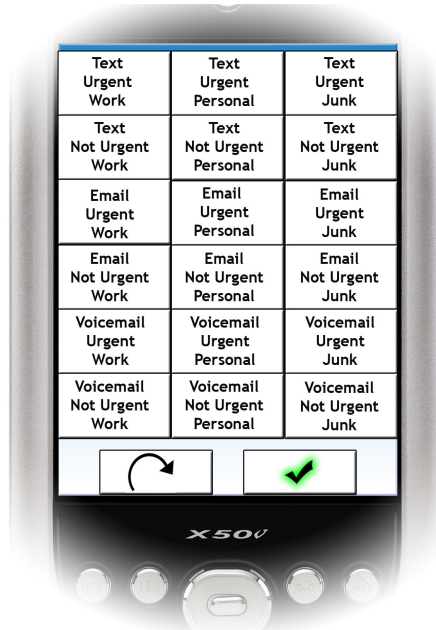 Text
Urgent
Work
Text
Urgent
Personal
Text
Urgent
Junk
Text
Not Urgent
Work
Text
Not Urgent
Personal
Text
Not Urgent
Junk
Email
Urgent
Work
Email
Urgent
Personal
Email
Urgent
Junk
Email
Not Urgent
Work
Email
Not Urgent
Personal
Email
Not Urgent
Junk
Voicemail
Urgent
Work
Voicemail
Urgent
Personal
Voicemail
Urgent
Junk
Voicemail
Not Urgent
Work
Voicemail
Not Urgent
Personal
Voicemail
Not Urgent
Junk
X50v